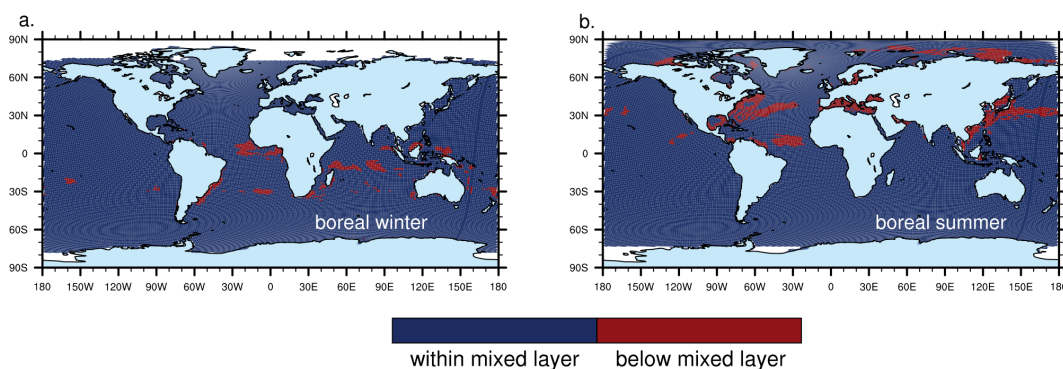 a.
90N
60N
30N
0
30S
60S
90S
180 150W 120W 90W 60W 30W 0 30E 60E 90E 120E 150E 180
boreal winter
b.
90N
60N
30N
0
30S
60S
90S
180 150W 120W 90W 60W 30W 0 30E 60E 90E 120E 150E 180
boreal summer
within mixed layer below mixed layer